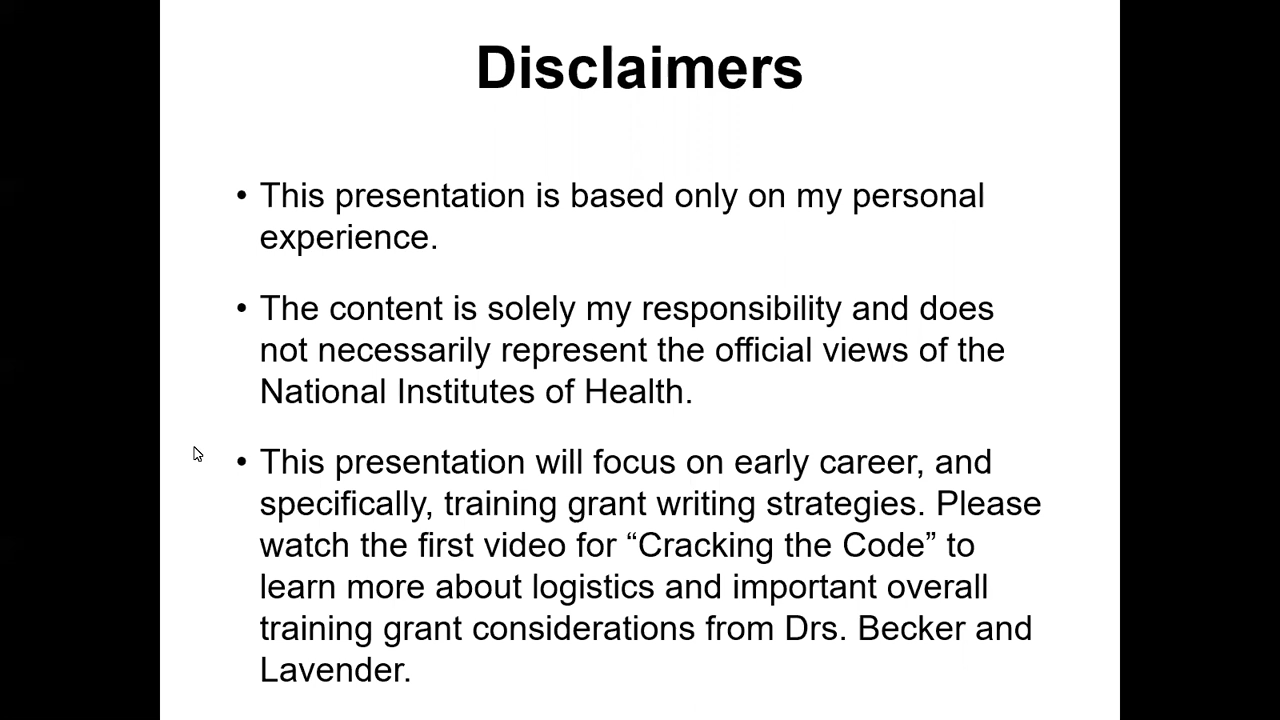 Disclaimers
• This presentation is based only on my personal
experience.
• The content is solely my responsibility and does
not necessarily represent the official views of the
National Institutes of Health.
• This presentation will focus on early career, and
specifically, training grant writing strategies. Please
watch the first video for “Cracking the Code” to
learn more about logistics and important overall
training grant considerations from Drs. Becker and
Lavender.